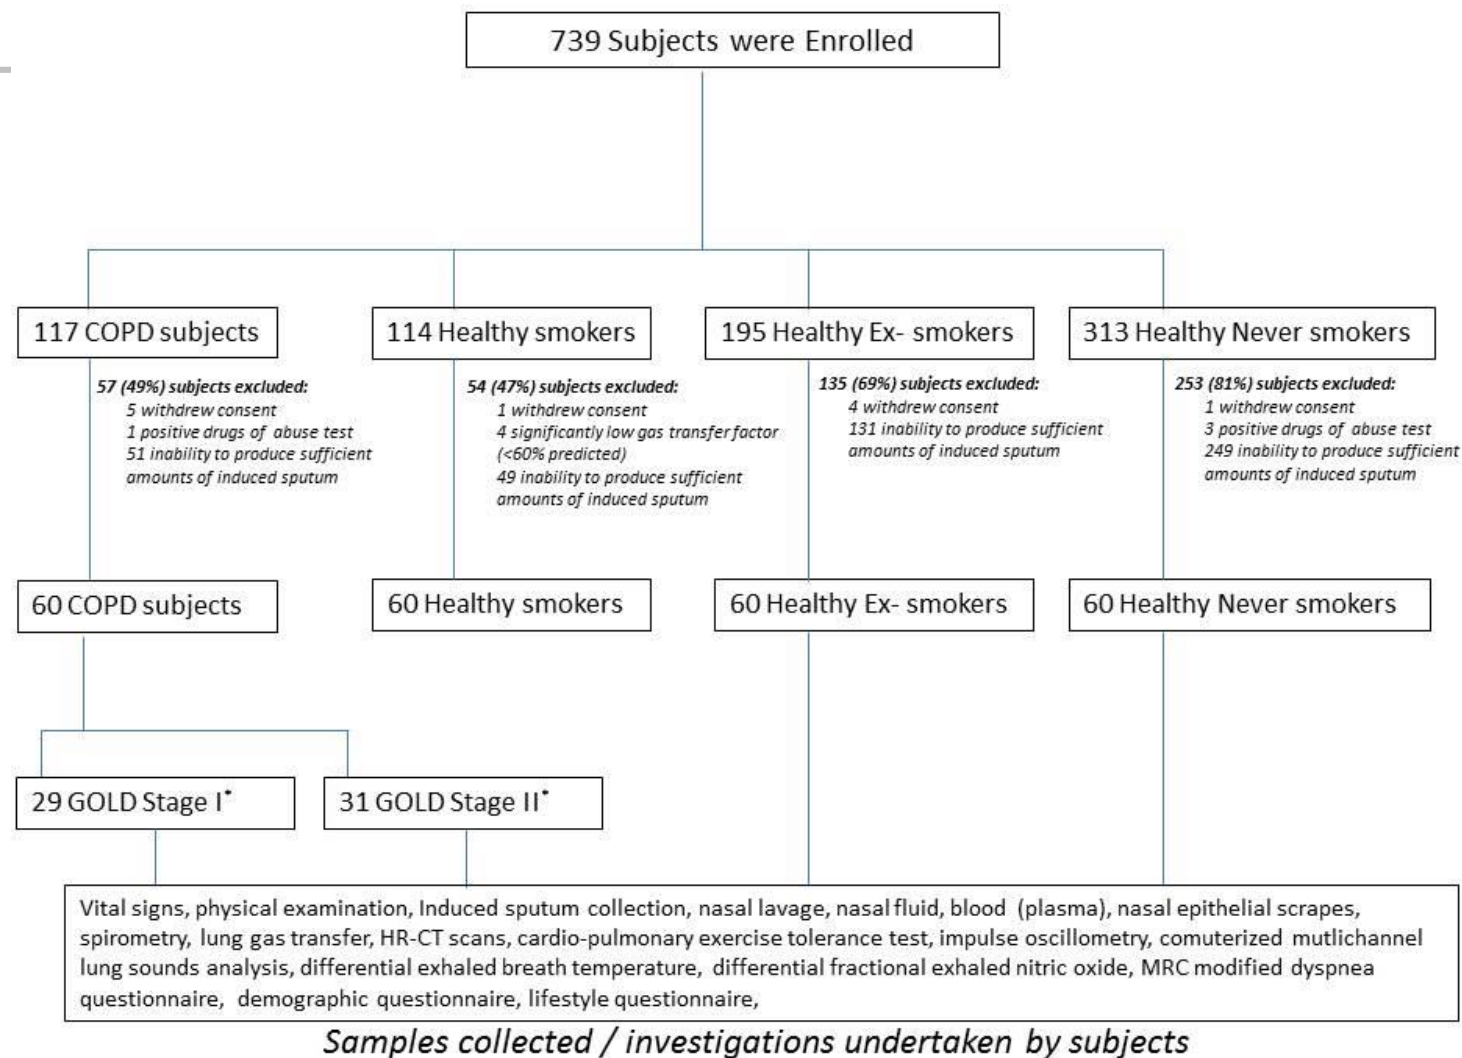 739 Subjects were Enrolled
117 COPD subjects
114 Healthy smokers
195 Healthy Ex- smokers
313 Healthy Never smokers
57 (49%) subjects excluded:
5 withdrew consent
1 positive drugs of abuse test
51 inability to produce sufficient
amounts of induced sputum
54 (47%) subjects excluded:
1 withdrew consent
4 significantly low gas transfer factor
(<60% predicted)
49 inability to produce sufficient
amounts of induced sputum
135 (69%) subjects excluded:
4 withdrew consent
131 inability to produce sufficient
amounts of induced sputum
253 (81%) subjects excluded:
1 withdrew consent
3 positive drugs of abuse test
249 inability to produce sufficient
amounts of induced sputum
60 COPD subjects
60 Healthy smokers
60 Healthy Ex- smokers
60 Healthy Never smokers
29 GOLD Stage I*
31 GOLD Stage II*
Vital signs, physical examination, Induced sputum collection, nasal lavage, nasal fluid, blood (plasma), nasal epithelial scrapes,
spirometry, lung gas transfer, HR-CT scans, cardio-pulmonary exercise tolerance test, impulse oscillometry, comuterized mutlichannel
lung sounds analysis, differential exhaled breath temperature, differential fractional exhaled nitric oxide, MRC modified dyspnea
questionnaire, demographic questionnaire, lifestyle questionnaire,
Samples collected / investigations undertaken by subjects